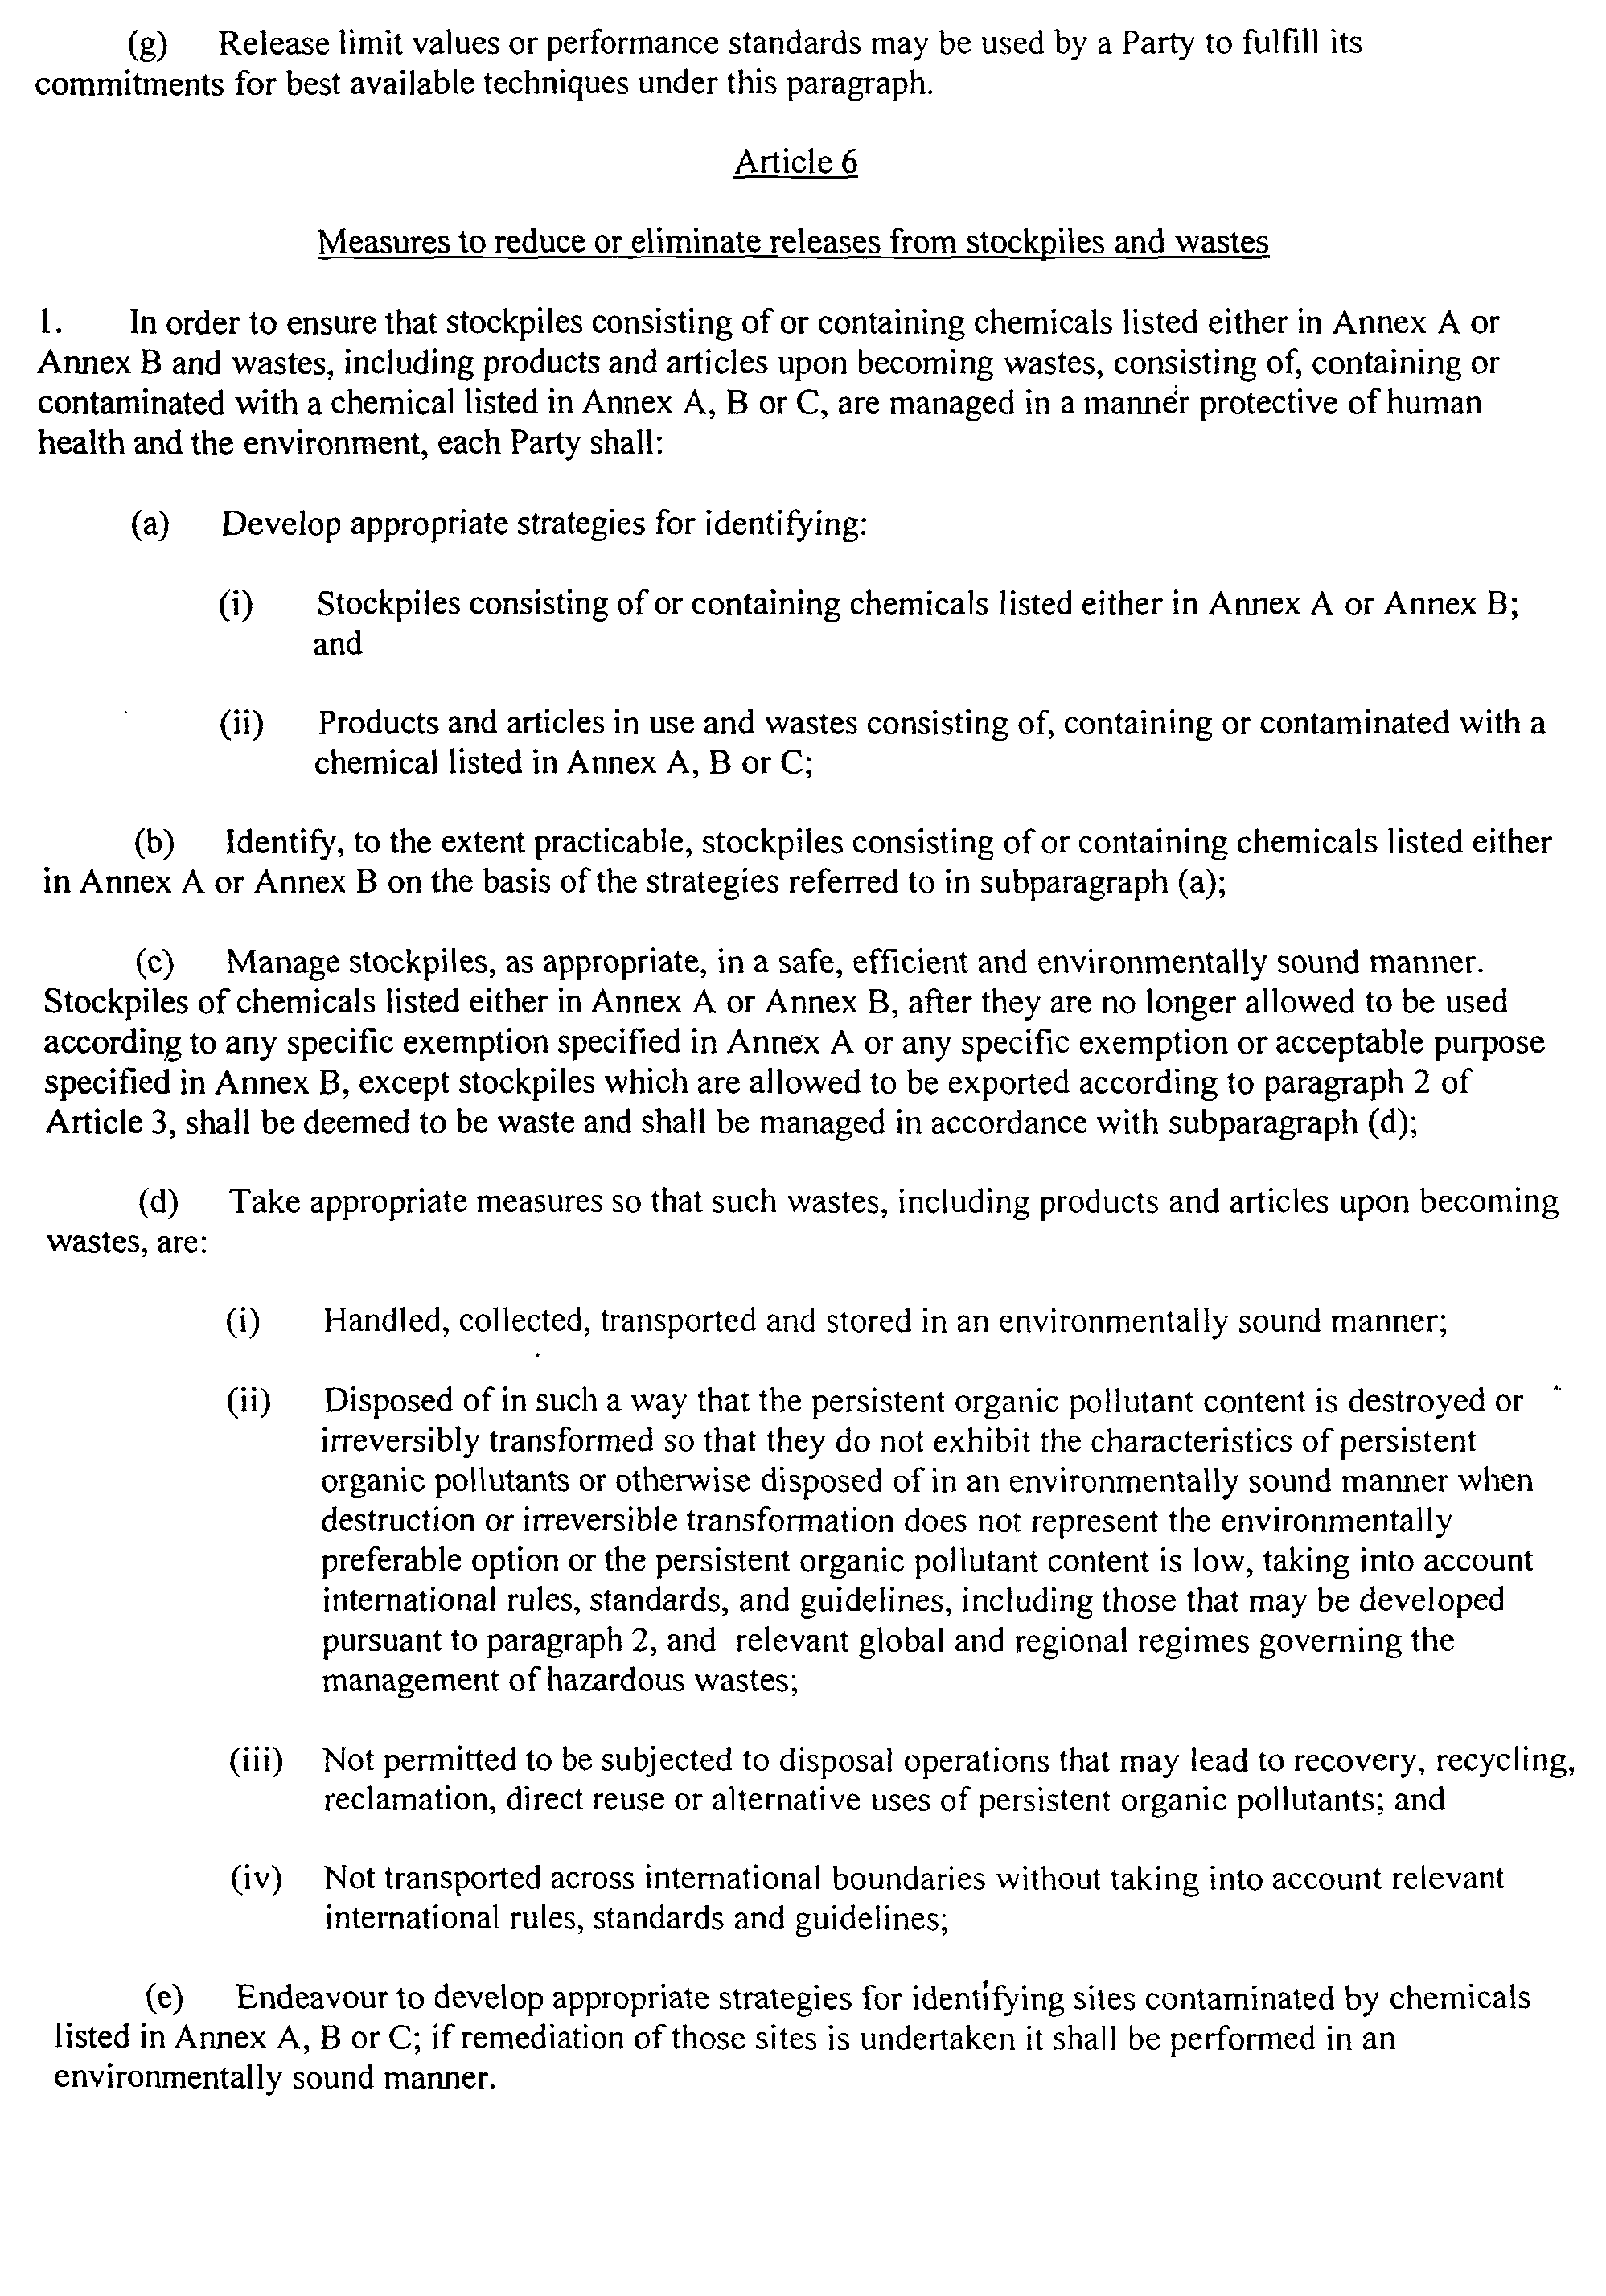 (g) Release limit values or performance standards may be used by a Party to fulfill its
commitments for best available techniques under this paragraph.
Article 6
Measures to reduce or eliminate releases from stockpiles and wastes
1. In order to ensure that stockpiles consisting of or containing chemicals listed either in Annex A or
Annex B and wastes, including products and articles upon becoming wastes, consisting of, containing or
contaminated with a chemical listed in Annex A, B or C, are managed in a manner protective of human
health and the environment, each Party shall:
(a) Develop appropriate strategies for identifying:
(i) Stockpiles consisting of or containing chemicals listed either in Annex A or Annex B;
and
(ii) Products and articles in use and wastes consisting of, containing or contaminated with a
chemical listed in Annex A, B or C;
(b) Identify, to the extent practicable, stockpiles consisting of or containing chemicals listed either
in Annex A or Annex B on the basis of the strategies referred to in subparagraph (a);
(c) Manage stockpiles, as appropriate, in a safe, efficient and environmentally sound manner.
Stockpiles of chemicals listed either in Annex A or Annex B, after they are no longer allowed to be used
according to any specific exemption specified in Annex A or any specific exemption or acceptable purpose
specified in Annex B, except stockpiles which are allowed to be exported according to paragraph 2 of
Article 3, shall be deemed to be waste and shall be managed in accordance with subparagraph (d);
(d) Take appropriate measures so that such wastes, including products and articles upon becoming
wastes, are:
(i) Handled, collected, transported and stored in an environmentally sound manner;
(ii) Disposed of in such a way that the persistent organic pollutant content is destroyed or
irreversibly transformed so that they do not exhibit the characteristics of persistent
organic pollutants or otherwise disposed of in an environmentally sound manner when
destruction or irreversible transformation does not represent the environmentally
preferable option or the persistent organic pollutant content is low, taking into account
international rules, standards, and guidelines, including those that may be developed
pursuant to paragraph 2, and relevant global and regional regimes governing the
management of hazardous wastes;
(iii) Not permitted to be subjected to disposal operations that may lead to recovery, recycling,
reclamation, direct reuse or alternative uses of persistent organic pollutants; and
(iv) Not transported across international boundaries without taking into account relevant
international rules, standards and guidelines;
(e) Endeavour to develop appropriate strategies for identifying sites contaminated by chemicals
listed in Annex A, B or C; if remediation of those sites is undertaken it shall be performed in an
environmentally sound manner.